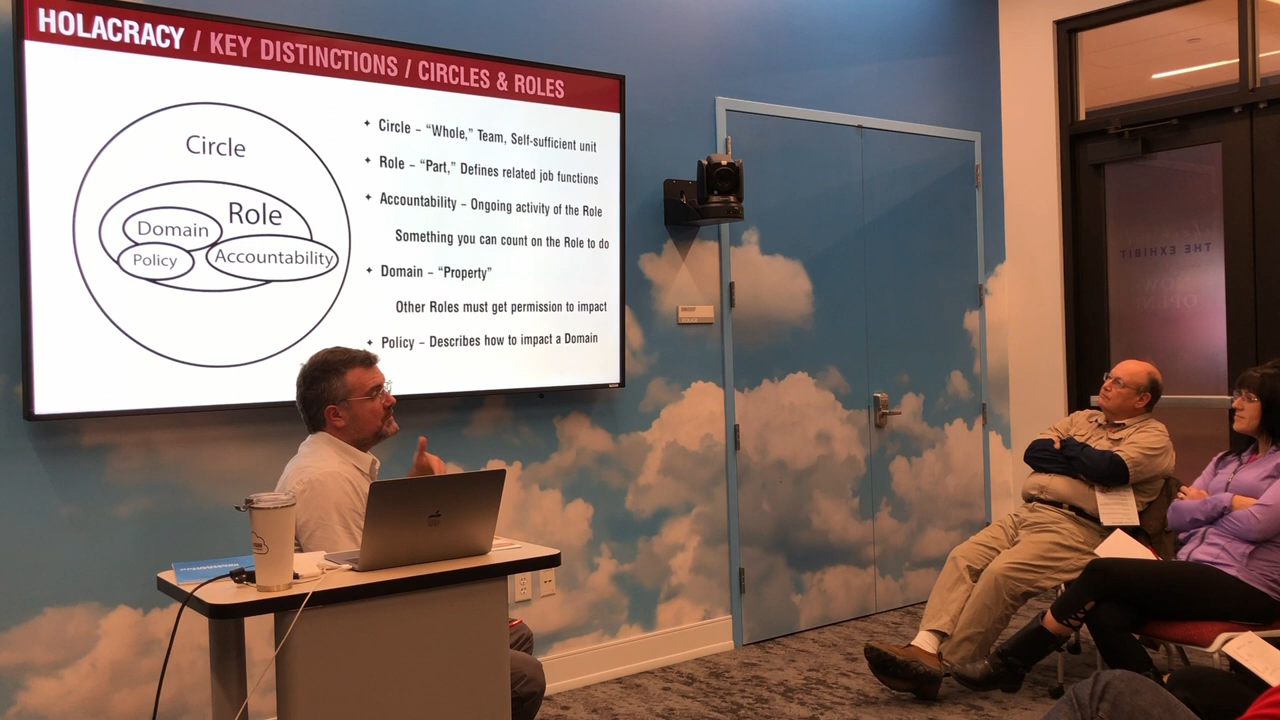 HOLACRACY / KEY DISTINCTIONS / CIRCLES & ROLES
Circle
Role
Domain
Policy
Accountability
Circle – “Whole,” Team, Self-sufficient unit
Role – “Part,” Defines related job functions
Accountability – Ongoing activity of the Role
Something you can count on the Role to do
Domain – “Property”
Other Roles must get permission to impact
Policy – Describes how to impact a Domain
THE EXHIBIT
OPEN